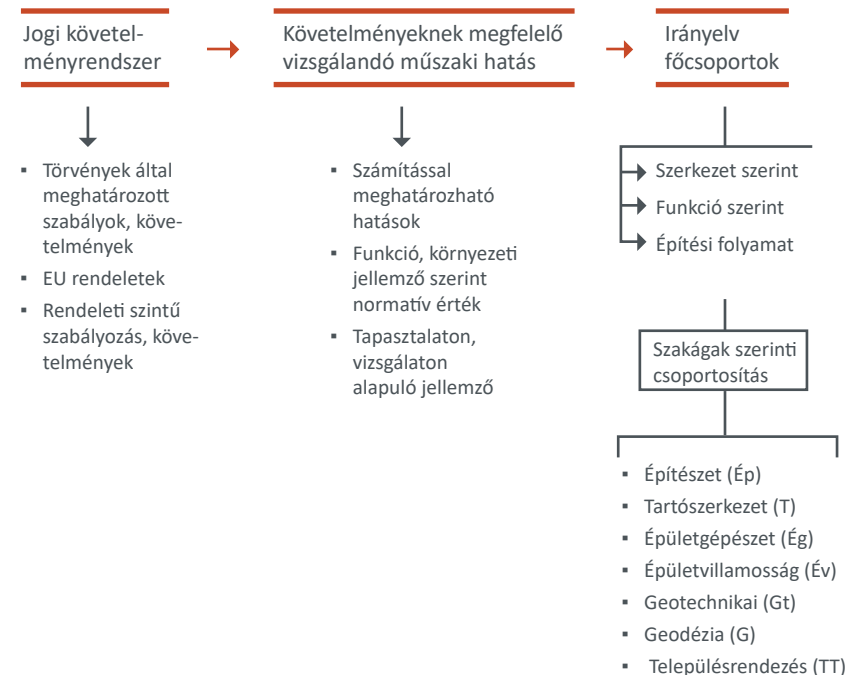 Jogi követel-
ményrendszer
Követelményeknek megfelelő
vizsgálandó műszaki hatás
Irányelv
főcsoportok
▪ Törvények által
meghatározott
szabályok, köve-
telmények
▪ EU rendeletek
▪ Rendeleti szintű
szabályozás, köve-
telmények
▪ Számítással
meghatározható
hatások
▪ Funkció, környezeti
jellemző szerint
normatív érték
▪ Tapasztalaton,
vizsgálaton
alapuló jellemző
Szerkezet szerint
Funkció szerint
Építési folyamat
Szakágak szerinti
csoportosítás
▪ Építészet (Ép)
▪ Tartószerkezet (T)
▪ Épületgépészet (Ég)
▪ Épületvillamosság (Év)
▪ Geotechnikai (Gt)
▪ Geodézia (G)
▪ Településrendezés (TT)